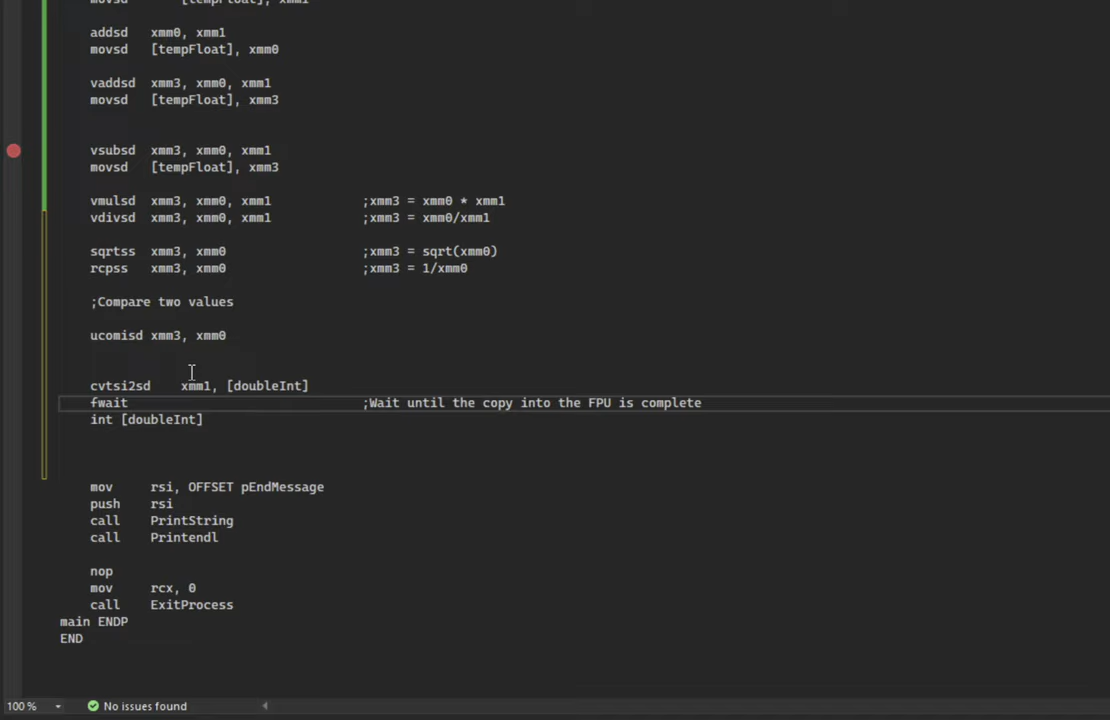 movsd [tempFloat], xmm1
addsd xmm0, xmm1
movsd [tempFloat], xmm0
vaddsd xmm3, xmm0, xmm1
movsd [tempFloat], xmm3
vsubsd xmm3, xmm0, xmm1
movsd [tempFloat], xmm3
vmulsd xmm3, xmm0, xmm1 ;xmm3 = xmm0 * xmm1
vdivsd xmm3, xmm0, xmm1 ;xmm3 = xmm0/xmm1
sqrtss xmm3, xmm0 ;xmm3 = sqrt(xmm0)
rcpss xmm3, xmm0 ;xmm3 = 1/xmm0
;Compare two values
ucomisd xmm3, xmm0
cvtsi2sd xmm1, [doubleInt]
fwait ;Wait until the copy into the FPU is complete
int [doubleInt]
mov rsi, OFFSET pEndMessage
push rsi
call PrintString
call Printendl
nop
mov rcx, 0
call ExitProcess
main ENDP
END
100 % No issues found